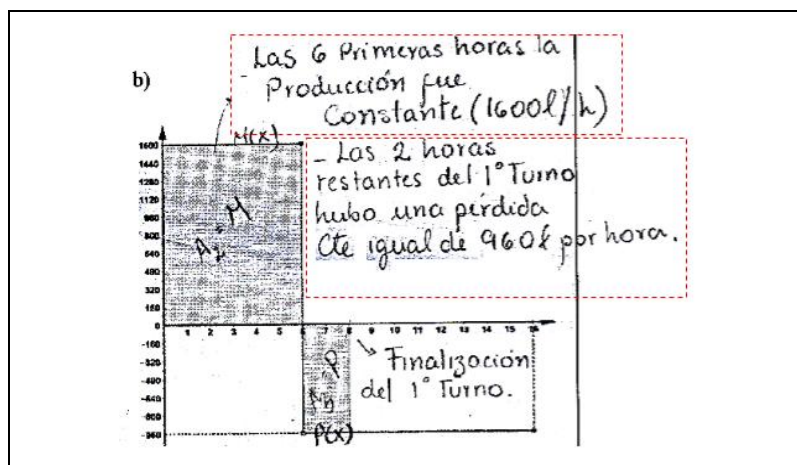 Las 6 Primeras horas la
Producción fue
Constante (1600l/h)
b)
M(x)
- Las 2 horas
restantes del 1º Turno
hubo una pérdida
Cte igual de 960l por hora.
1600
1440
1280
1120
960
800
640
480
320
160
0
1 2 3 4 5 6 7 8 9 10 11 12 13 14 15 16
-160
-320
-480
-640
-800
-960
Finalización
del 1º Turno.
P(x)